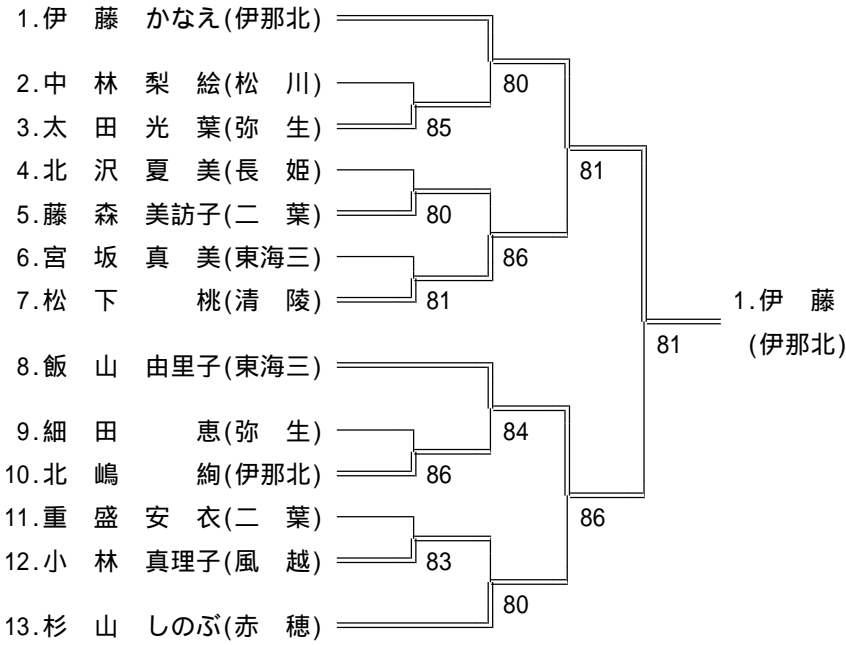 1.伊 藤 かなえ(伊那北)
2.中 林 梨 絵(松 川)
80
3.太 田 光 葉(弥 生)
85
4.北 沢 夏 美(長 姫)
81
5.藤 森 美訪子(二 葉)
80
6.宮 坂 真 美(東海三)
86
7.松 下 桃(清 陵)
81
1.伊 藤
81
(伊那北)
8.飯 山 由里子(東海三)
9.細 田 恵(弥 生)
84
10.北 嶋 絢(伊那北)
86
11.重 盛 安 衣(二 葉)
86
12.小 林 真理子(風 越)
83
80
13.杉 山 しのぶ(赤 穂)